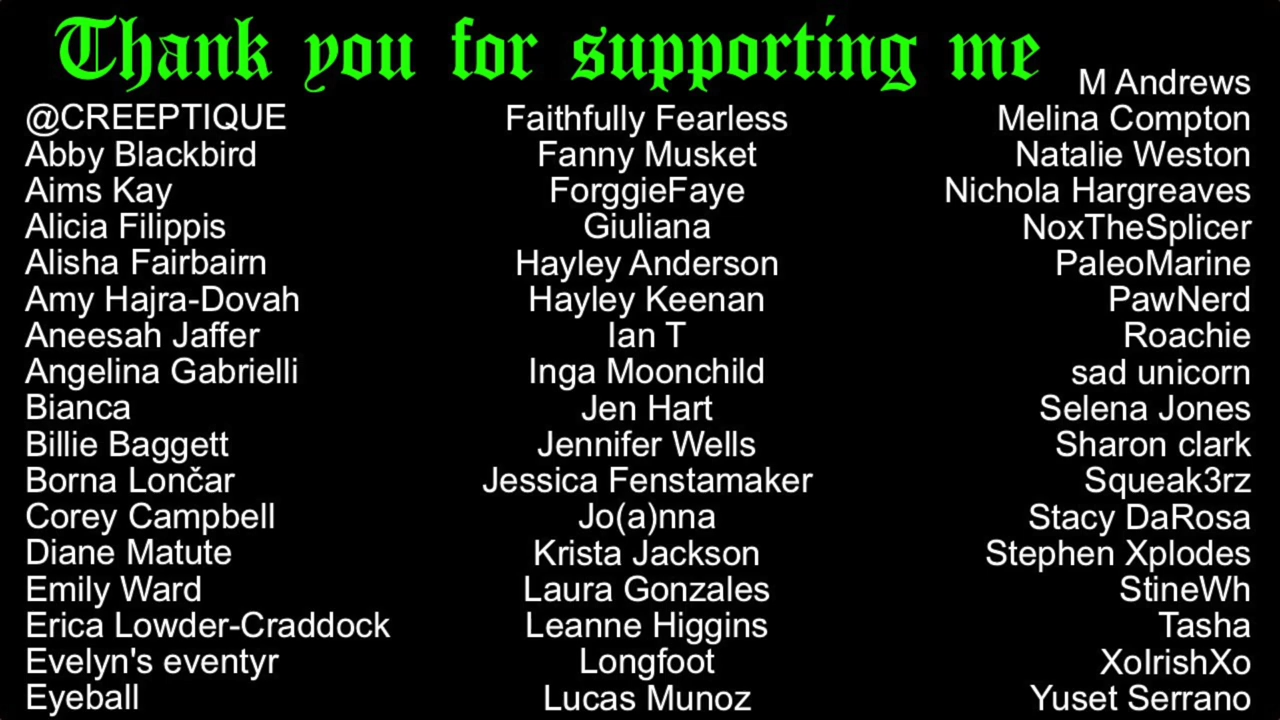 Thank you for supporting me
@CREEPTIQUE
Abby Blackbird
Aims Kay
Alicia Filippis
Alisha Fairbairn
Amy Hajra-Dovah
Aneesah Jaffer
Angelina Gabrielli
Bianca
Billie Baggett
Borna Lončar
Corey Campbell
Diane Matute
Emily Ward
Erica Lowder-Craddock
Evelyn's eventyr
Eyeball
Faithfully Fearless
Fanny Musket
ForggieFaye
Giuliana
Hayley Anderson
Hayley Keenan
Ian T
Inga Moonchild
Jen Hart
Jennifer Wells
Jessica Fenstamaker
Jo(a)nna
Krista Jackson
Laura Gonzales
Leanne Higgins
Longfoot
Lucas Munoz
M Andrews
Melina Compton
Natalie Weston
Nichola Hargreaves
NoxTheSplicer
PaleoMarine
PawNerd
Roachie
sad unicorn
Selena Jones
Sharon clark
Squeak3rz
Stacy DaRosa
Stephen Xplodes
StineWh
Tasha
XoIrishXo
Yuset Serrano